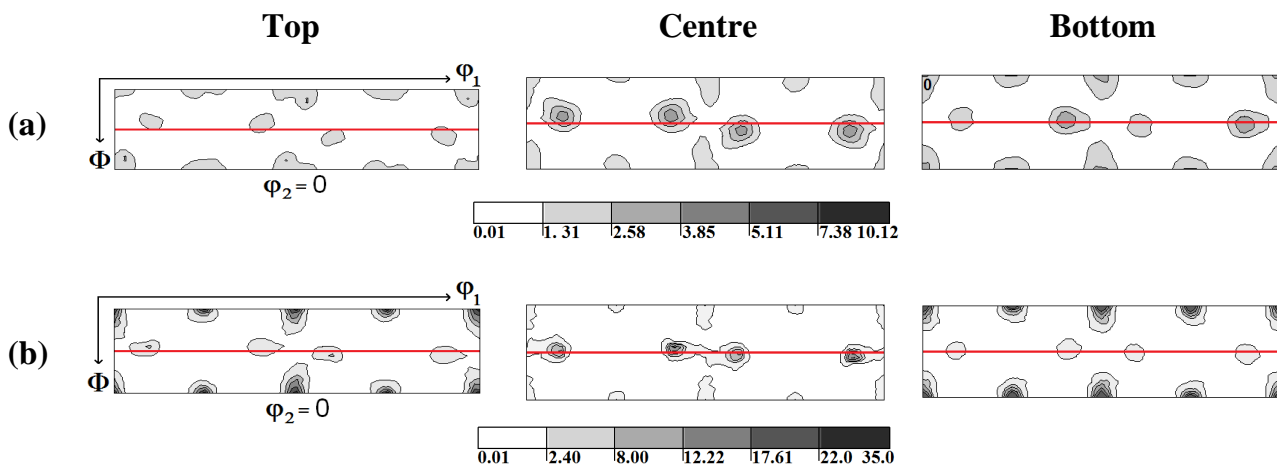 Top Centre Bottom
(a) φ₁ 0
Φ
φ₂ = 0
0.01 1. 31 2.58 3.85 5.11 7.38 10.12
(b) φ₁
Φ
φ₂ = 0
0.01 2.40 8.00 12.22 17.61 22.0 35.0